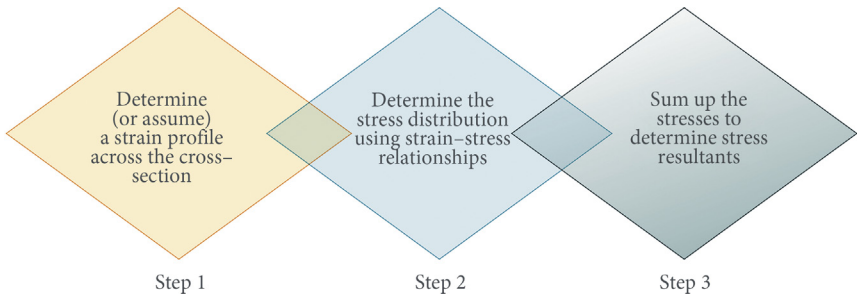 Determine
(or assume)
a strain profile
across the cross–
section
Determine the
stress distribution
using strain–stress
relationships
Sum up the
stresses to
determine stress
resultants
Step 1
Step 2
Step 3